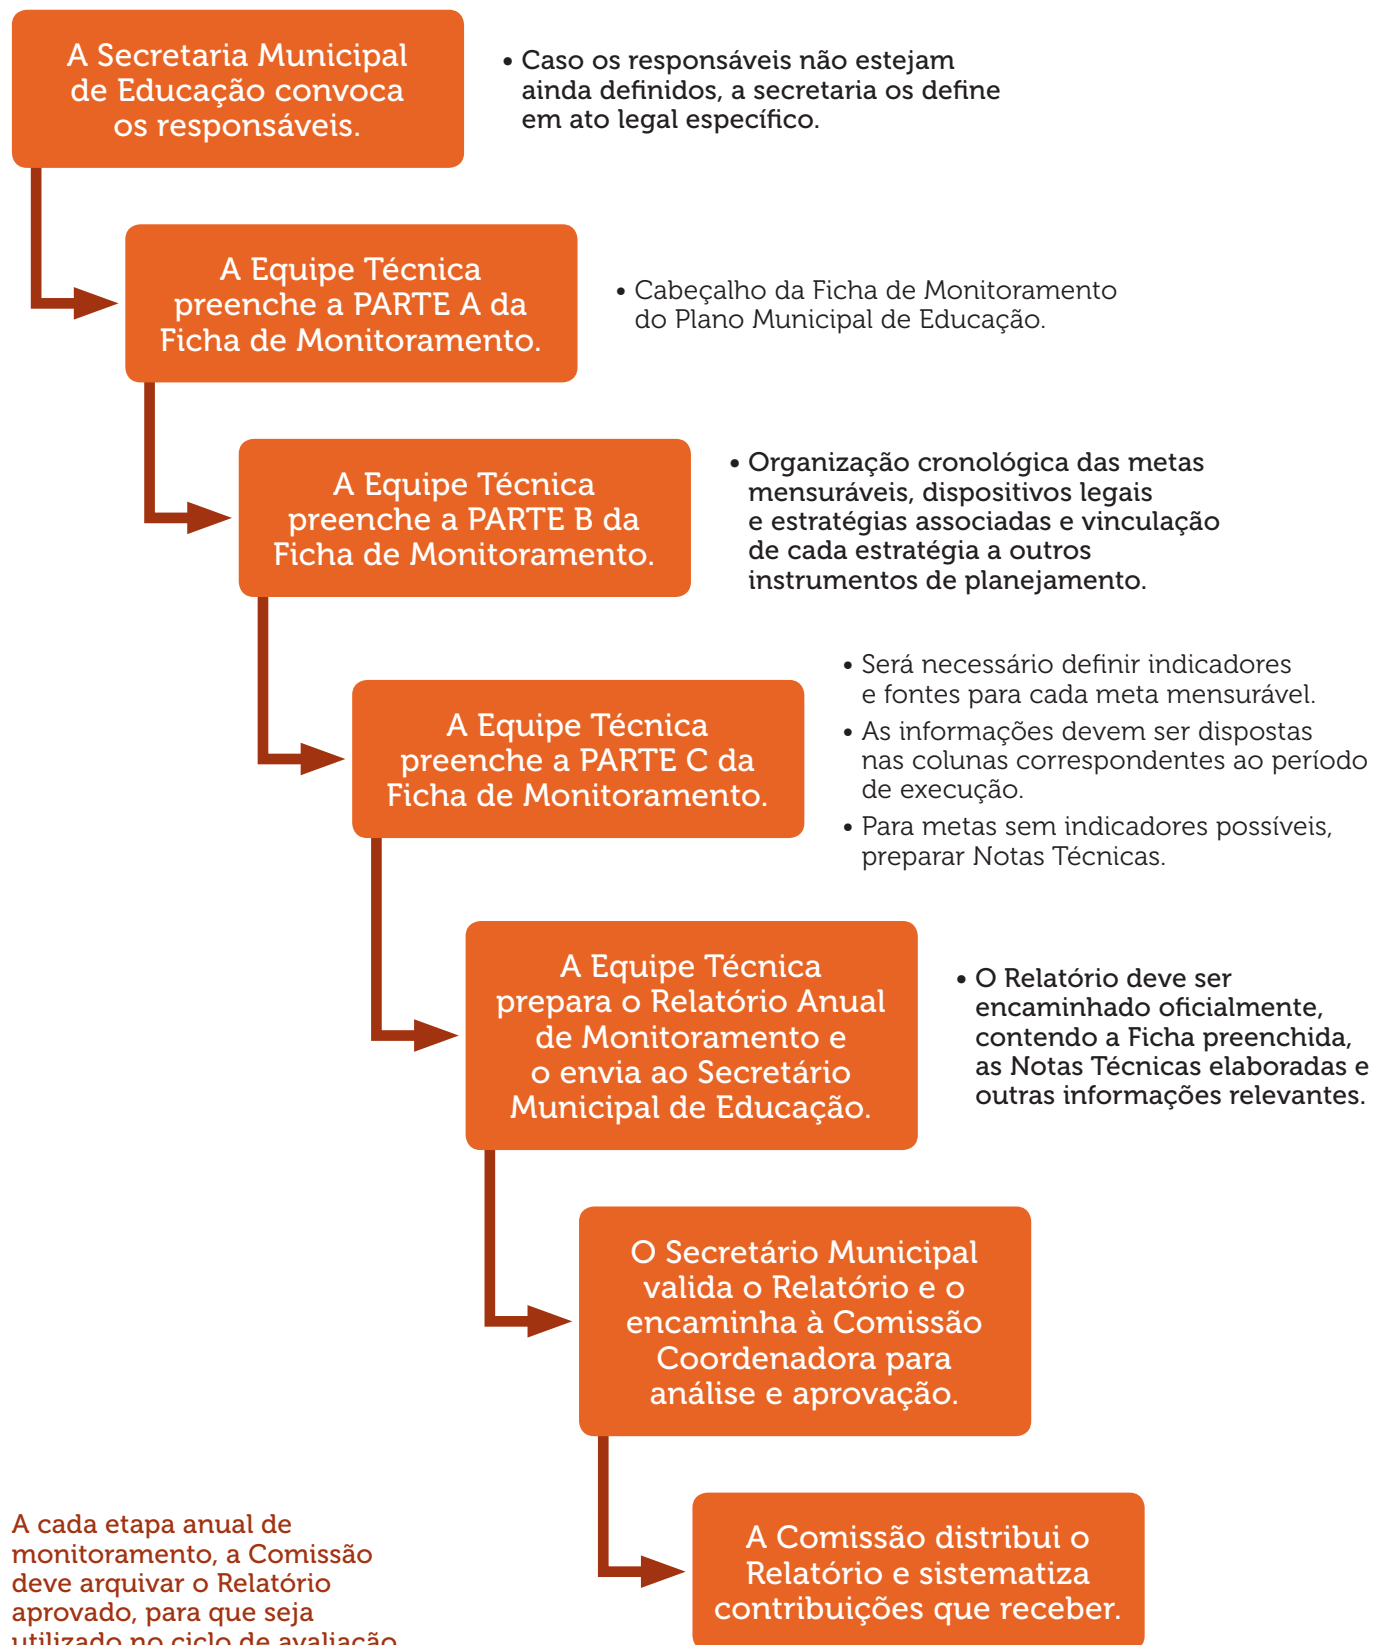 A Secretaria Municipal
de Educação convoca
os responsáveis.
• Caso os responsáveis não estejam
ainda definidos, a secretaria os define
em ato legal específico.
A Equipe Técnica
preenche a PARTE A da
Ficha de Monitoramento.
• Cabeçalho da Ficha de Monitoramento
do Plano Municipal de Educação.
A Equipe Técnica
preenche a PARTE B da
Ficha de Monitoramento.
• Organização cronológica das metas
mensuráveis, dispositivos legais
e estratégias associadas e vinculação
de cada estratégia a outros
instrumentos de planejamento.
A Equipe Técnica
preenche a PARTE C da
Ficha de Monitoramento.
• Será necessário definir indicadores
e fontes para cada meta mensurável.
• As informações devem ser dispostas
nas colunas correspondentes ao período
de execução.
• Para metas sem indicadores possíveis,
preparar Notas Técnicas.
A Equipe Técnica
prepara o Relatório Anual
de Monitoramento e
o envia ao Secretário
Municipal de Educação.
• O Relatório deve ser
encaminhado oficialmente,
contendo a Ficha preenchida,
as Notas Técnicas elaboradas e
outras informações relevantes.
O Secretário Municipal
valida o Relatório e o
encaminha à Comissão
Coordenadora para
análise e aprovação.
A Comissão distribui o
Relatório e sistematiza
contribuições que receber.
A cada etapa anual de
monitoramento, a Comissão
deve arquivar o Relatório
aprovado, para que seja
utilizado no ciclo de avaliação